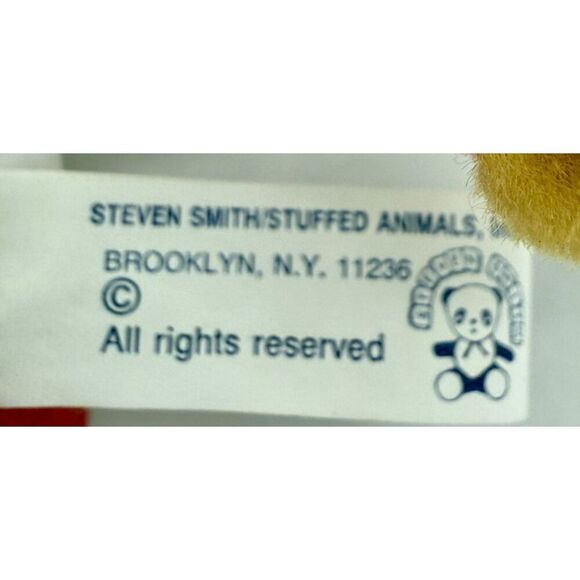 STEVEN SMITH/STUFFED ANIMALS,
BROOKLYN, N.Y. 11236
©
All rights reserved